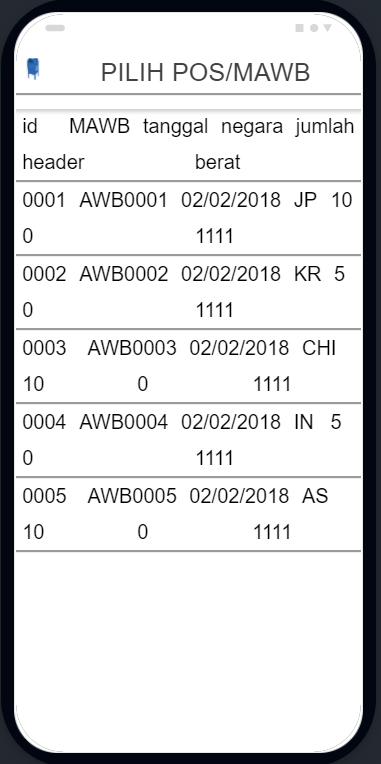 PILIH POS/MAWB
id MAWB tanggal negara jumlah
header berat
0001 AWB0001 02/02/2018 JP 10
0 1111
0002 AWB0002 02/02/2018 KR 5
0 1111
0003 AWB0003 02/02/2018 CHI
10 0 1111
0004 AWB0004 02/02/2018 IN 5
0 1111
0005 AWB0005 02/02/2018 AS
10 0 1111